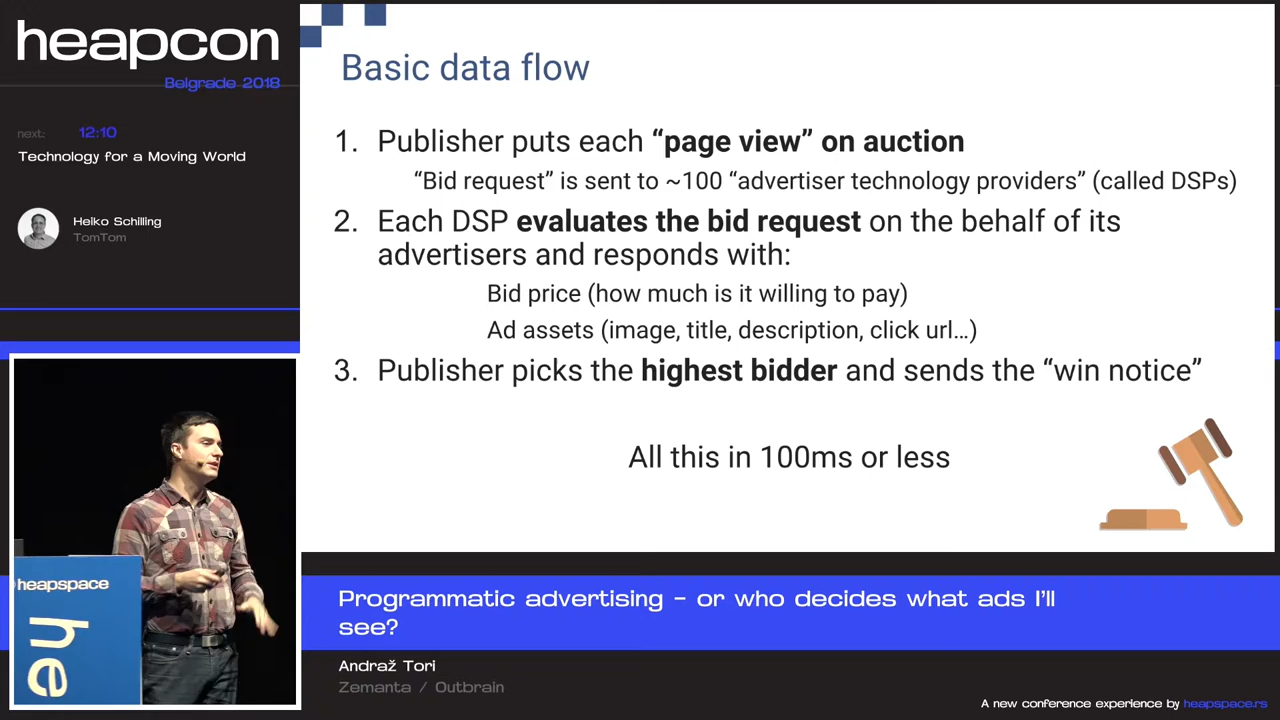 heapcon
Belgrade 2018
next: 12:10
Technology for a Moving World
Heiko Schilling
TomTom
Basic data flow
1. Publisher puts each “page view” on auction
“Bid request” is sent to ~100 “advertiser technology providers” (called DSPs)
2. Each DSP evaluates the bid request on the behalf of its
advertisers and responds with:
Bid price (how much is it willing to pay)
Ad assets (image, title, description, click url…)
3. Publisher picks the highest bidder and sends the “win notice”
All this in 100ms or less
heapspace
he
Programmatic advertising - or who decides what ads I’ll
see?
Andraž Tori
Zemanta / Outbrain
A new conference experience by heapspace.rs